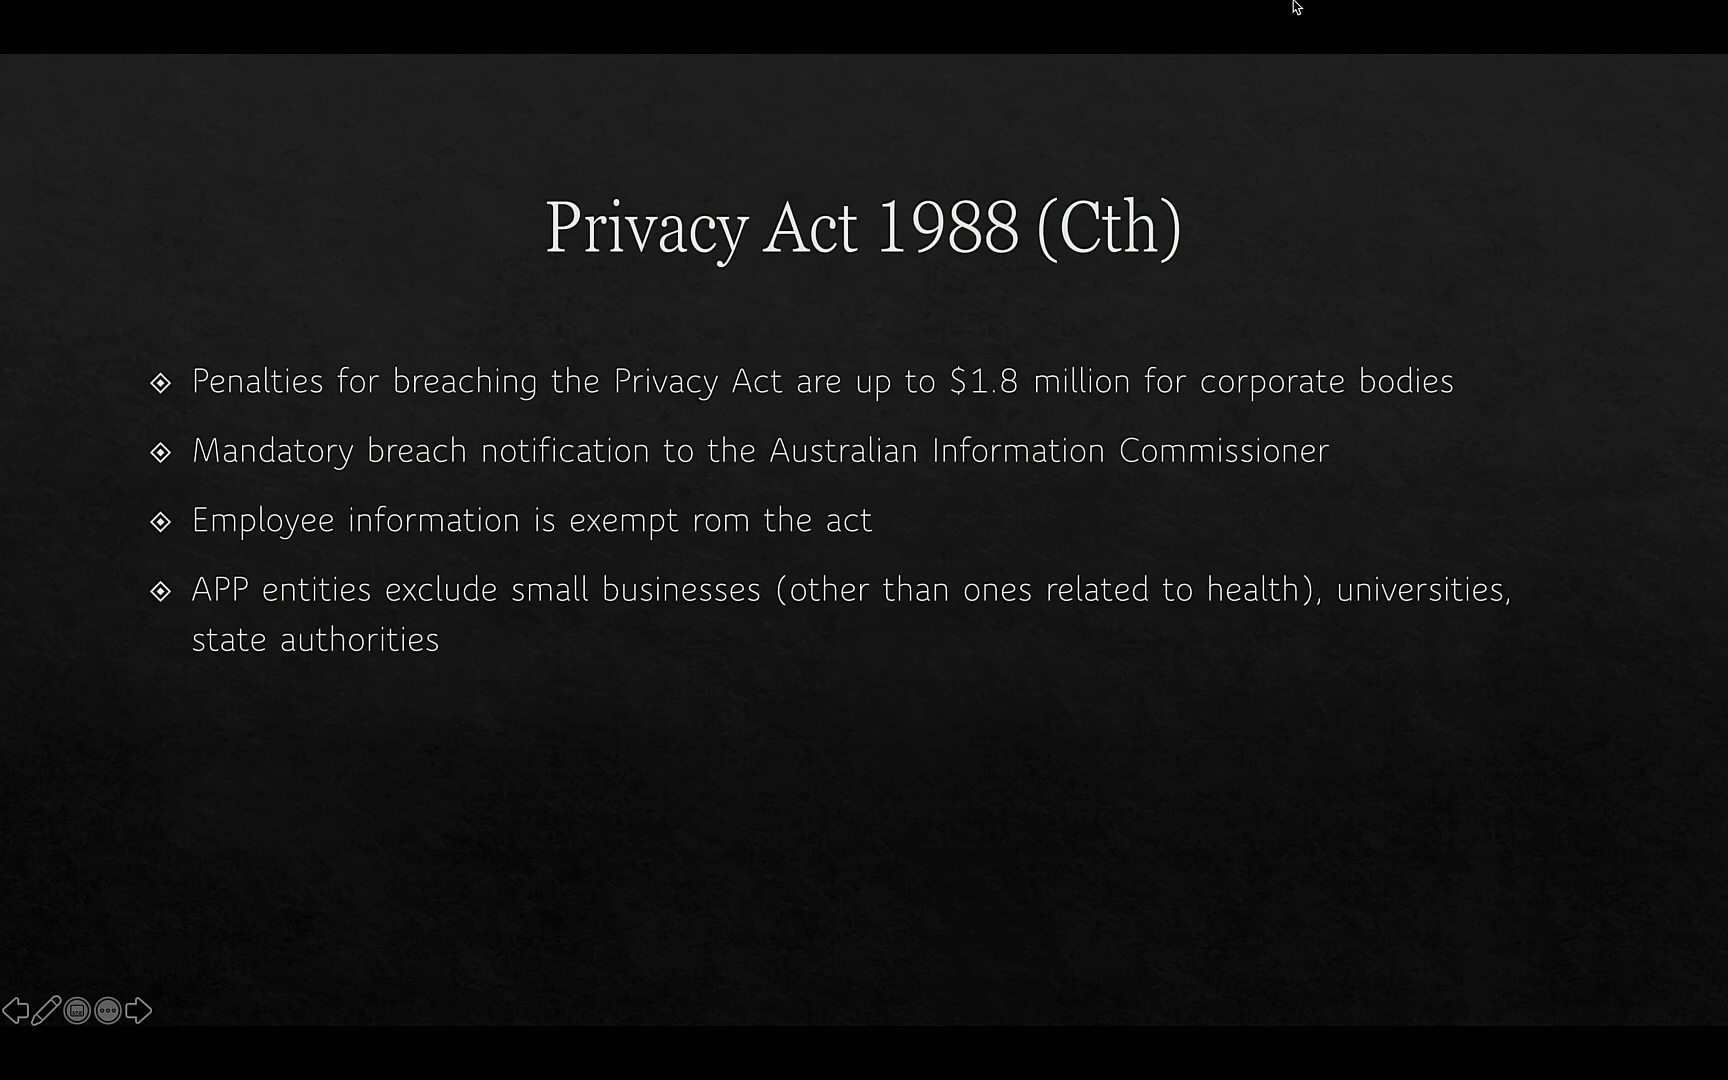 Privacy Act 1988 (Cth)
Penalties for breaching the Privacy Act are up to $1.8 million for corporate bodies
Mandatory breach notification to the Australian Information Commissioner
Employee information is exempt rom the act
APP entities exclude small businesses (other than ones related to health), universities,
state authorities